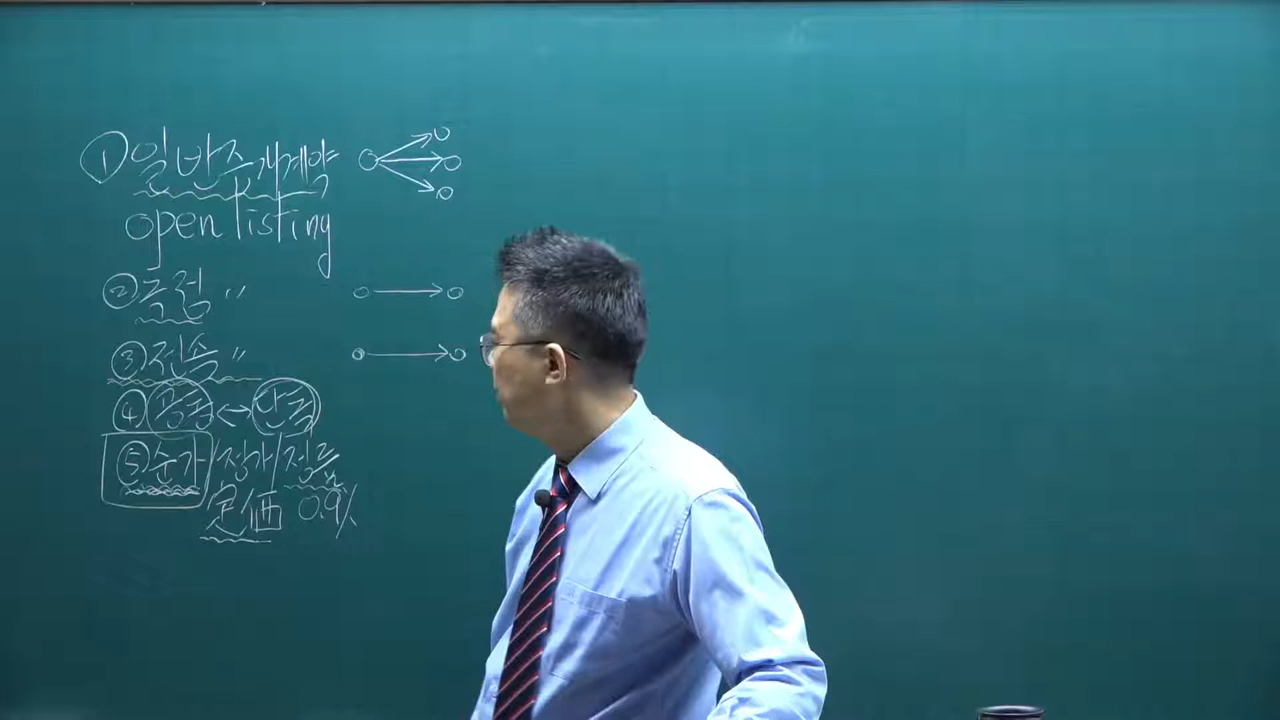 ① 일반중개계약
open listing
② 독점 〃
③ 전속 〃
④ 공동 ↔ 단독
⑤ 순가/정가/정률
定価 0.9%